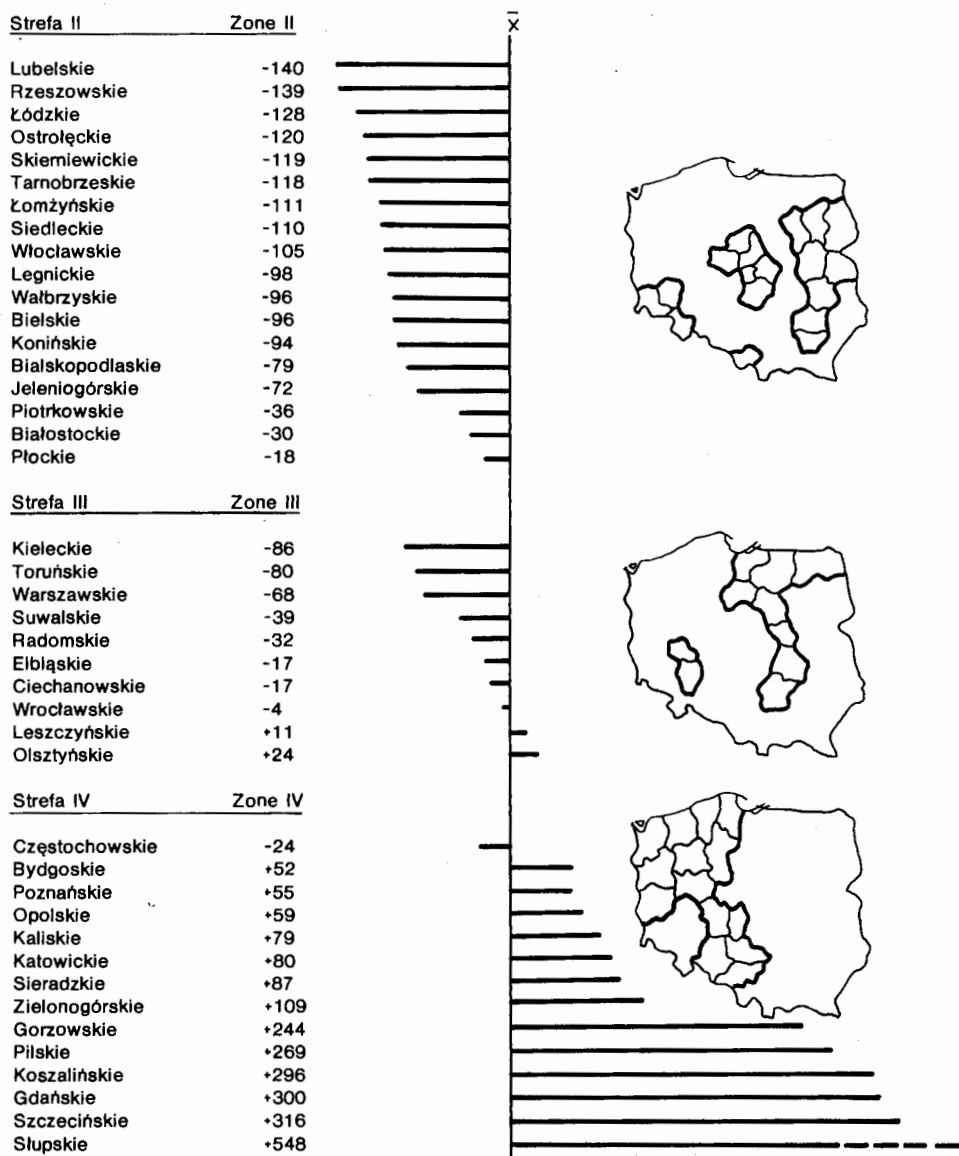 Strefa II Zone II x̄
Lubelskie -140
Rzeszowskie -139
Łódzkie -128
Ostrołęckie -120
Skierniewickie -119
Tarnobrzeskie -118
Łomżyńskie -111
Siedleckie -110
Włocławskie -105
Legnickie -98
Wałbrzyskie -96
Bielskie -96
Konińskie -94
Bialskopodlaskie -79
Jeleniogórskie -72
Piotrkowskie -36
Białostockie -30
Płockie -18
Strefa III Zone III
Kieleckie -86
Toruńskie -80
Warszawskie -68
Suwalskie -39
Radomskie -32
Elbląskie -17
Ciechanowskie -17
Wrocławskie -4
Leszczyńskie +11
Olsztyńskie +24
Strefa IV Zone IV
Częstochowskie -24
Bydgoskie +52
Poznańskie +55
Opolskie +59
Kaliskie +79
Katowickie +80
Sieradzkie +87
Zielonogórskie +109
Gorzowskie +244
Pilskie +269
Koszalińskie +296
Gdańskie +300
Szczecińskie +316
Słupskie +548